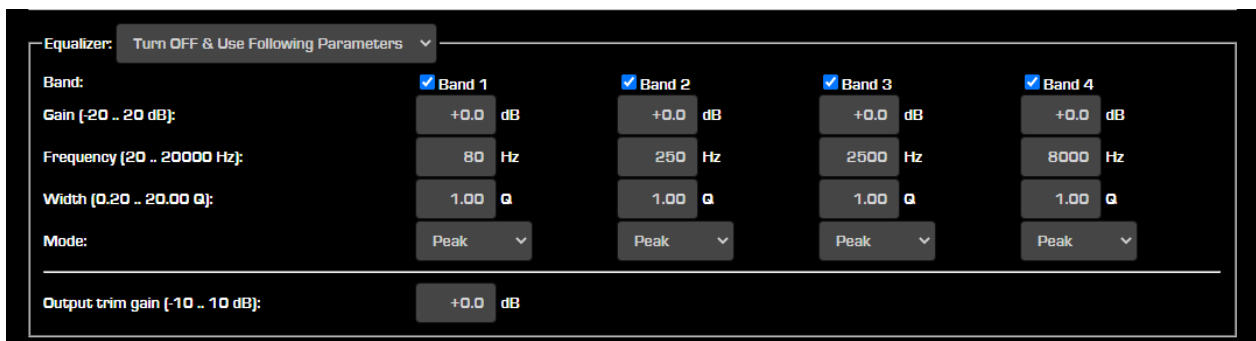 Equalizer: Turn OFF & Use Following Parameters
Band: Band 1 Band 2 Band 3 Band 4
Gain (-20 .. 20 dB): +0.0 dB +0.0 dB +0.0 dB +0.0 dB
Frequency (20 .. 20000 Hz): 80 Hz 250 Hz 2500 Hz 8000 Hz
Width (0.20 .. 20.00 Q): 1.00 Q 1.00 Q 1.00 Q 1.00 Q
Mode: Peak Peak Peak Peak
Output trim gain (-10 .. 10 dB): +0.0 dB